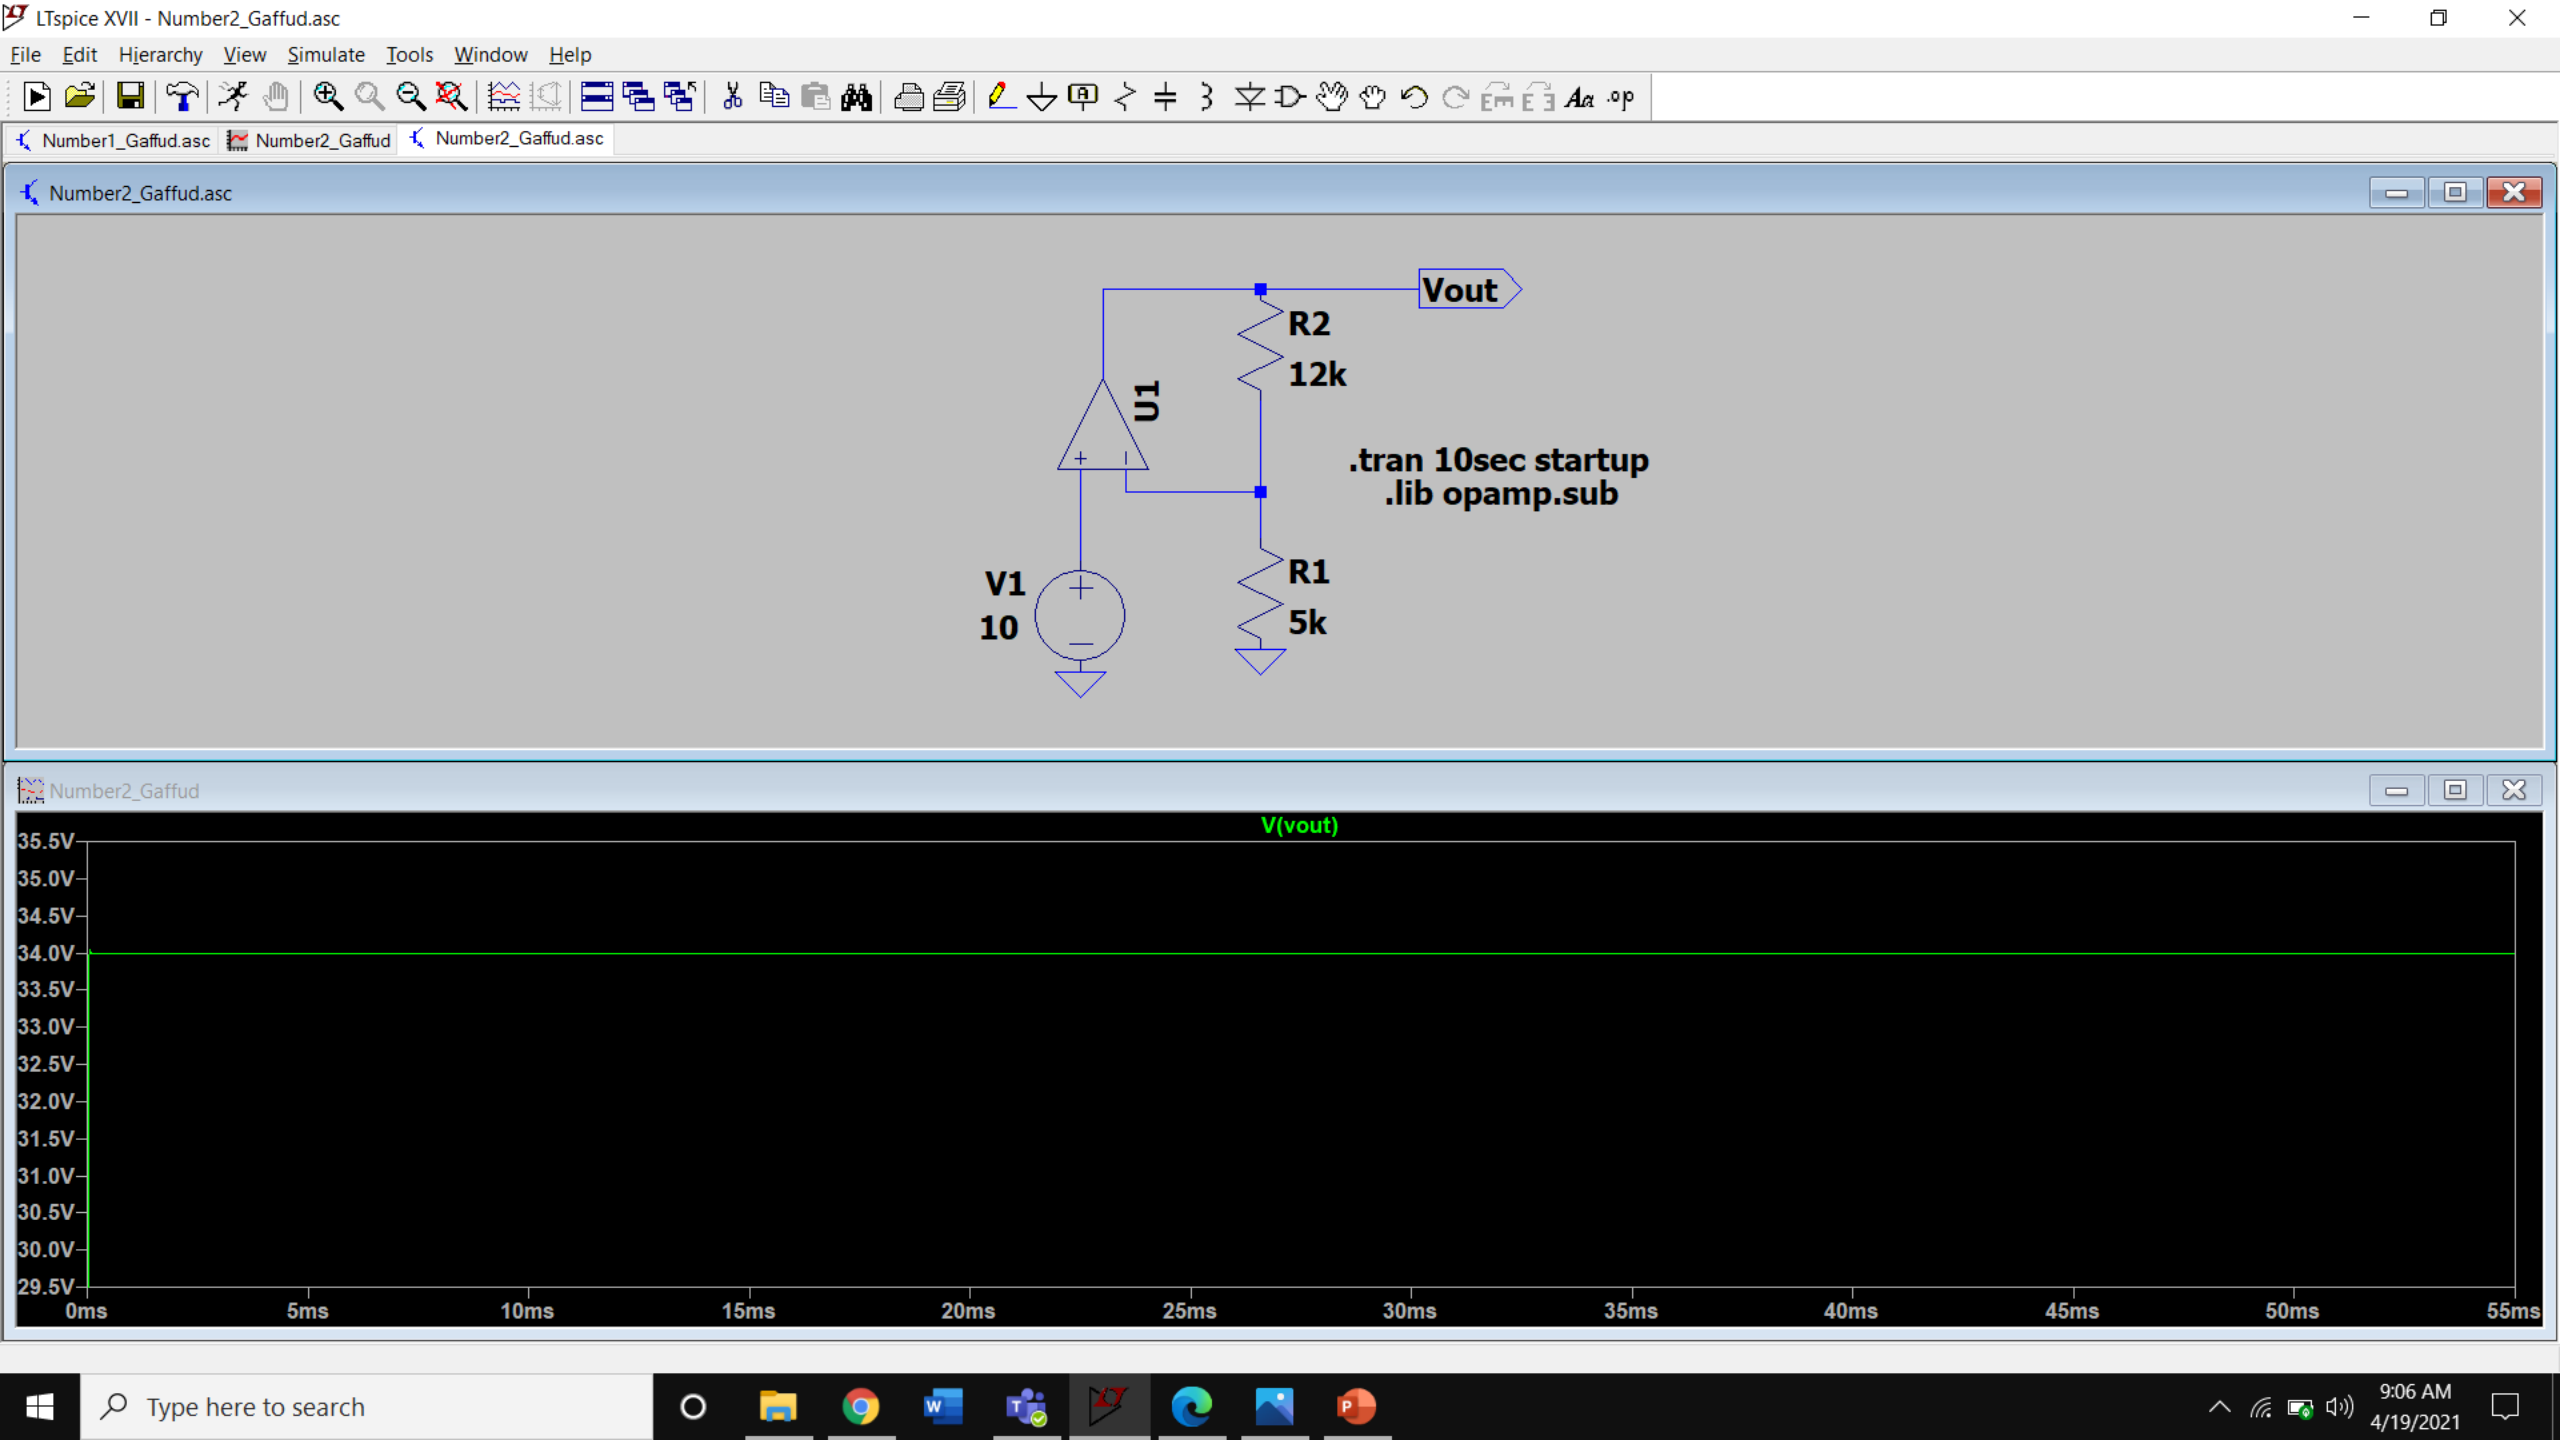 LTspice XVII - Number2_Gaffud.asc
File Edit Hierarchy View Simulate Tools Window Help
Number1_Gaffud.asc Number2_Gaffud Number2_Gaffud.asc
Number2_Gaffud.asc
Vout
R2
12k
U1
.tran 10sec startup
.lib opamp.sub
V1
10
R1
5k
Number2_Gaffud
V(vout)
35.5V
35.0V
34.5V
34.0V
33.5V
33.0V
32.5V
32.0V
31.5V
31.0V
30.5V
30.0V
29.5V
0ms 5ms 10ms 15ms 20ms 25ms 30ms 35ms 40ms 45ms 50ms 55ms
Type here to search
9:06 AM
4/19/2021